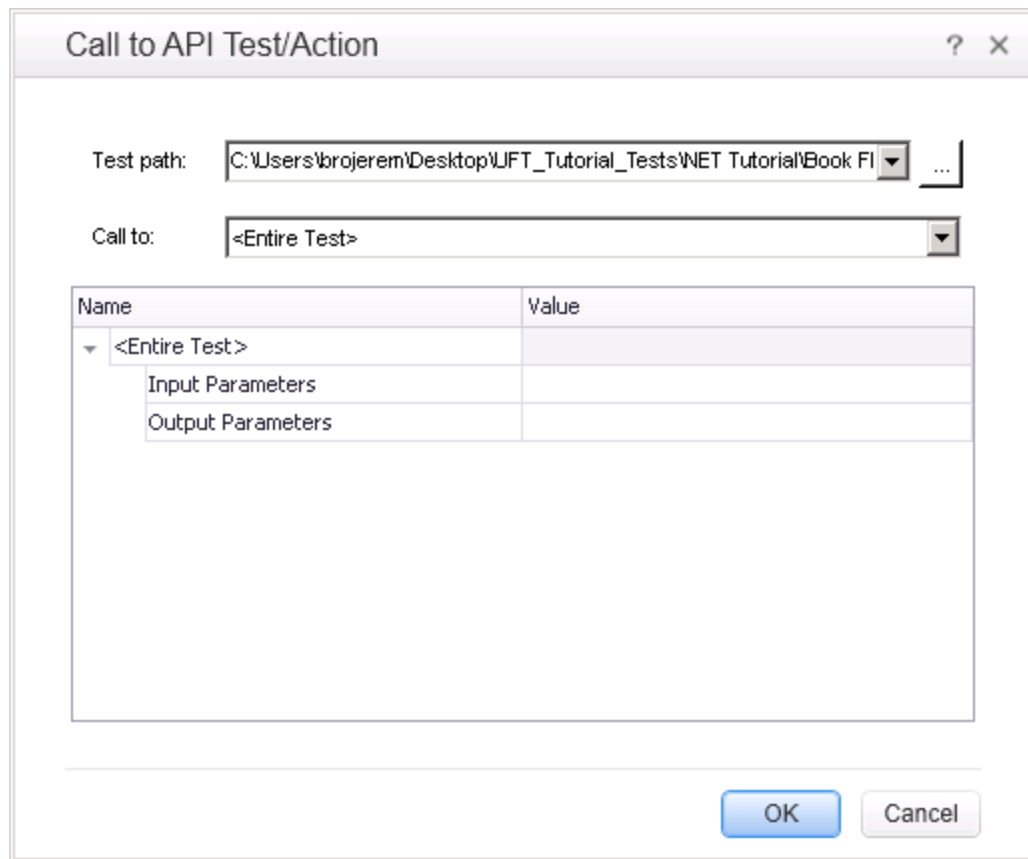 Call to API Test/Action ? ×
Test path: C:\Users\brojerem\Desktop\UFT_Tutorial_Tests\NET Tutorial\Book Fl ...
Call to: <Entire Test>
Name Value
<Entire Test>
Input Parameters
Output Parameters
OK Cancel